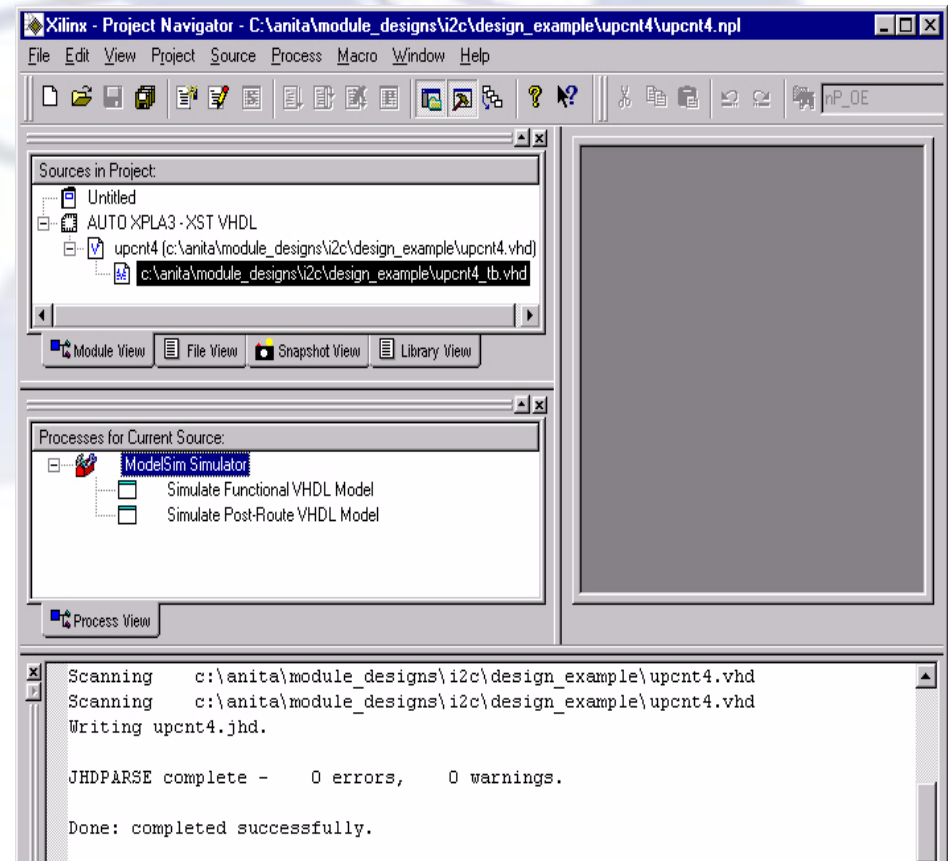 Xilinx - Project Navigator - C:\anita\module_designs\i2c\design_example\upcnt4\upcnt4.npl
File Edit View Project Source Process Macro Window Help
nP_OE
Sources in Project:
Untitled
AUTO XPLA3 - XST VHDL
upcnt4 (c:\anita\module_designs\i2c\design_example\upcnt4.vhd)
c:\anita\module_designs\i2c\design_example\upcnt4_tb.vhd
Module View File View Snapshot View Library View
Processes for Current Source:
ModelSim Simulator
Simulate Functional VHDL Model
Simulate Post-Route VHDL Model
Process View
Scanning c:\anita\module_designs\i2c\design_example\upcnt4.vhd
Scanning c:\anita\module_designs\i2c\design_example\upcnt4.vhd
Writing upcnt4.jhd.
JHDPARSE complete - 0 errors, 0 warnings.
Done: completed successfully.